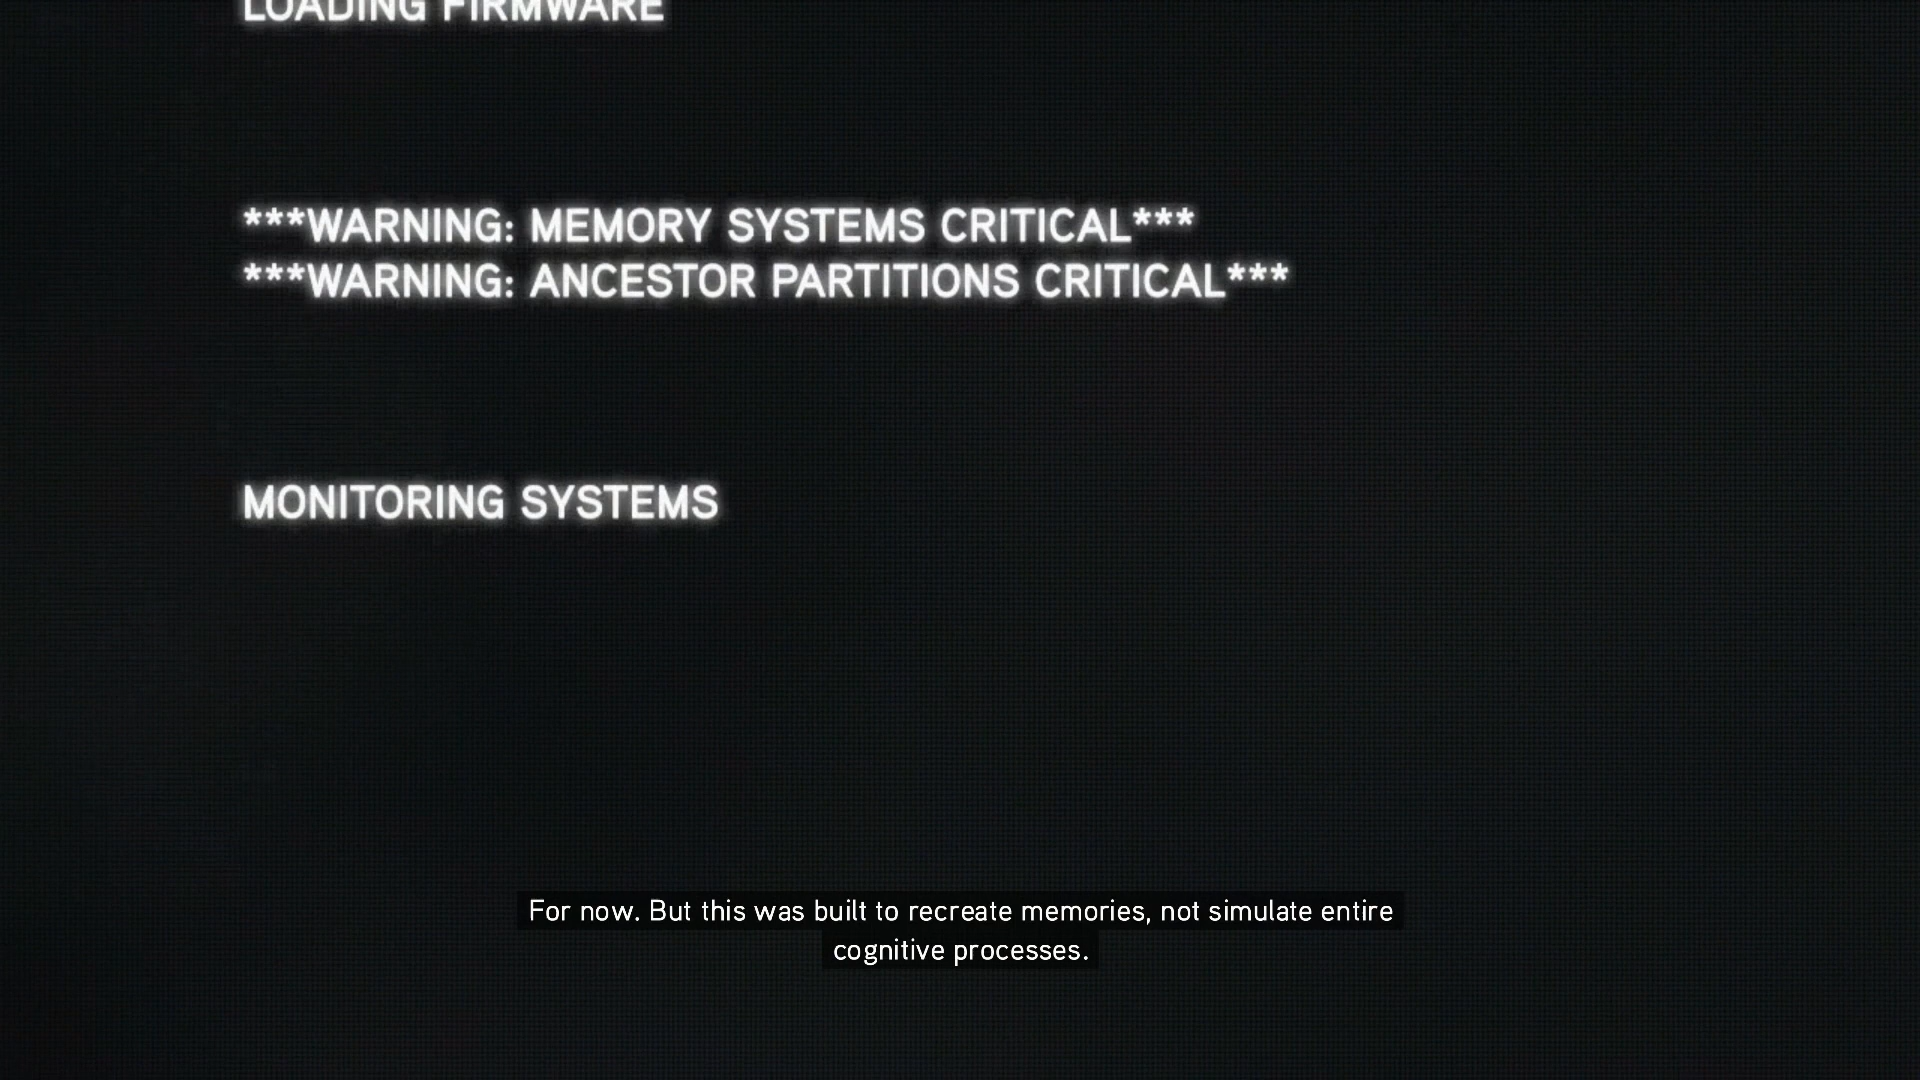 LOADING FIRMWARE
***WARNING: MEMORY SYSTEMS CRITICAL***
***WARNING: ANCESTOR PARTITIONS CRITICAL***
MONITORING SYSTEMS
For now. But this was built to recreate memories, not simulate entire
cognitive processes.